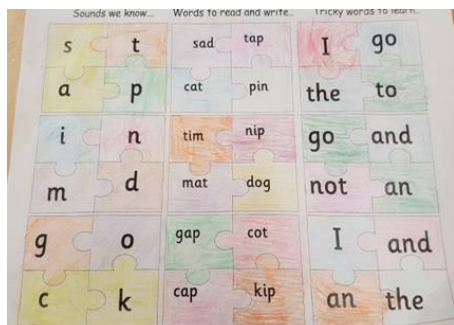 Sounds we know... Words to read and write.. Tricky words to learn...
s t sad tap I go
a p cat pin the to
i n tim nip go and
m d mat dog not an
g o gap cot I and
c k cap kip an the